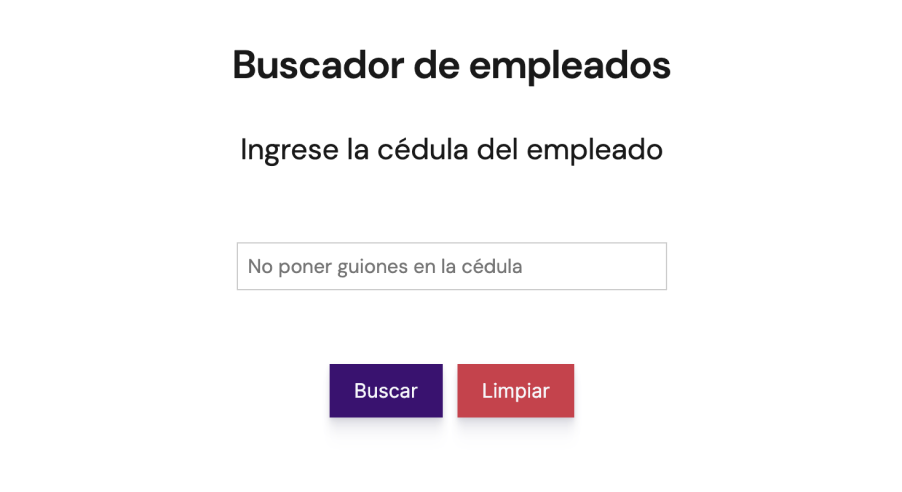 Buscador de empleados
Ingrese la cédula del empleado
No poner guiones en la cédula
Buscar
Limpiar